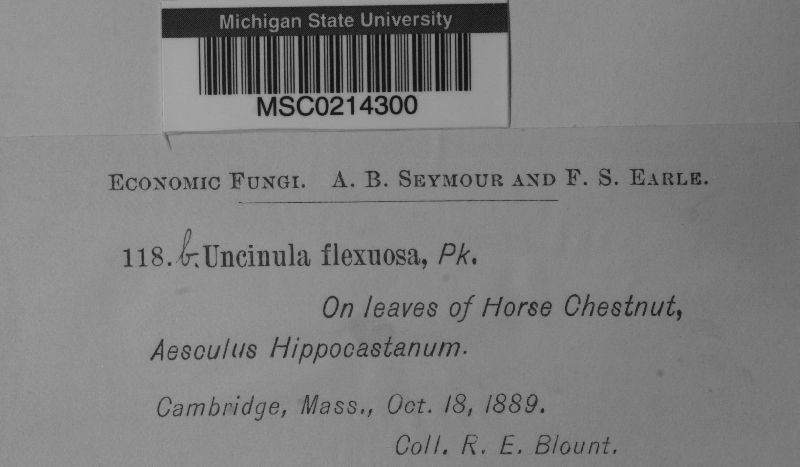 Michigan State University
MSC0214300
Economic Fungi. A. B. Seymour and F. S. Earle.
118. b. Uncinula flexuosa, Pk.
On leaves of Horse Chestnut,
Aesculus Hippocastanum.
Cambridge, Mass., Oct. 18, 1889.
Coll. R. E. Blount.